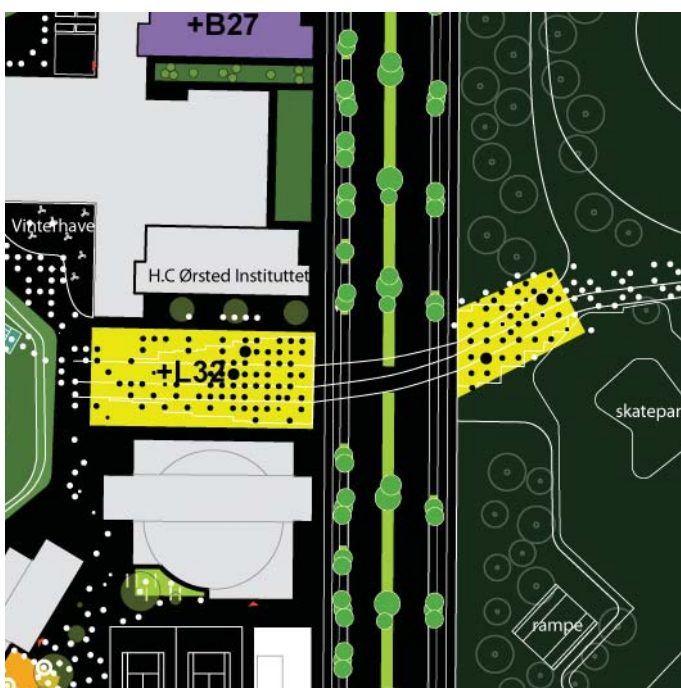 +B27
Vinterhave
H.C Ørsted Instituttet
+L32
skatepar
rampe